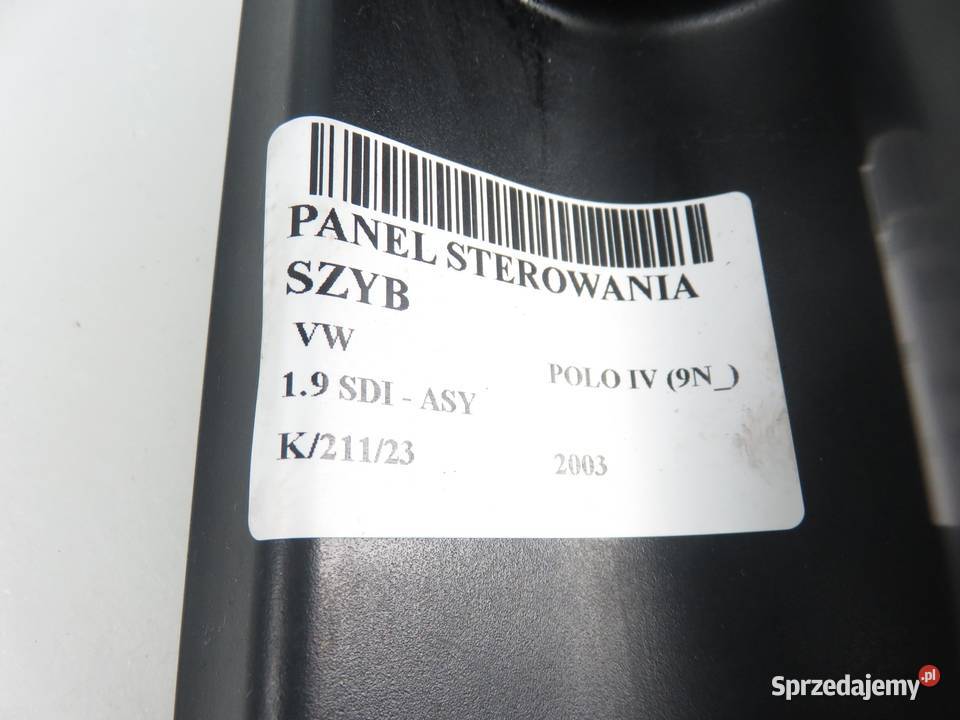 PANEL STEROWANIA
SZYB
VW
1.9 SDI - ASY POLO IV (9N_)
K/211/23 2003
Sprzedajemy.pl